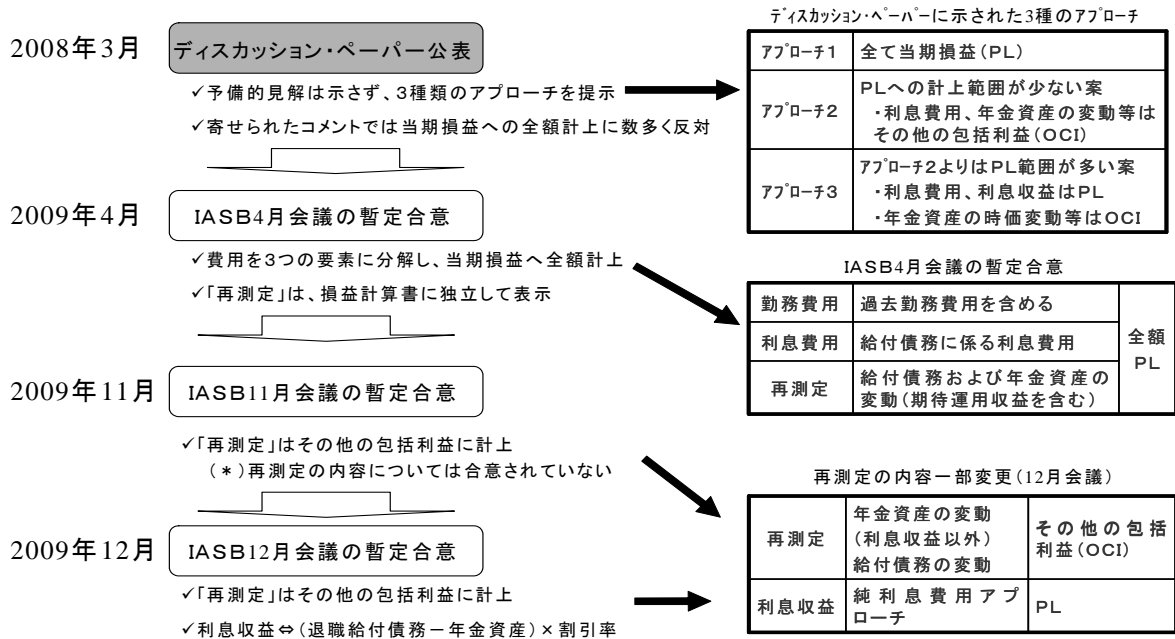 2008年3月
ディスカッション・ペーパー公表
✓予備的見解は示さず、3種類のアプローチを提示
✓寄せられたコメントでは当期損益への全額計上に数多く反対
2009年4月
IASB4月会議の暫定合意
✓費用を3つの要素に分解し、当期損益へ全額計上
✓「再測定」は、損益計算書に独立して表示
2009年11月
IASB11月会議の暫定合意
✓「再測定」はその他の包括利益に計上
(*)再測定の内容については合意されていない
2009年12月
IASB12月会議の暫定合意
✓「再測定」はその他の包括利益に計上
✓利息収益⇔(退職給付債務-年金資産)×割引率
ディスカッション・ペーパーに示された3種のアプローチ
アプローチ1 全て当期損益(PL)
アプローチ2 PLへの計上範囲が少ない案
・利息費用、年金資産の変動等は
その他の包括利益(OCI)
アプローチ3 アプローチ2よりはPL範囲が多い案
・利息費用、利息収益はPL
・年金資産の時価変動等はOCI
IASB4月会議の暫定合意
勤務費用 過去勤務費用を含める
利息費用 給付債務に係る利息費用
再測定 給付債務および年金資産の
変動(期待運用収益を含む)
全額
PL
再測定の内容一部変更(12月会議)
再測定 年金資産の変動
(利息収益以外)
給付債務の変動
その他の包括
利益(OCI)
利息収益 純利息費用アプ
ローチ
PL